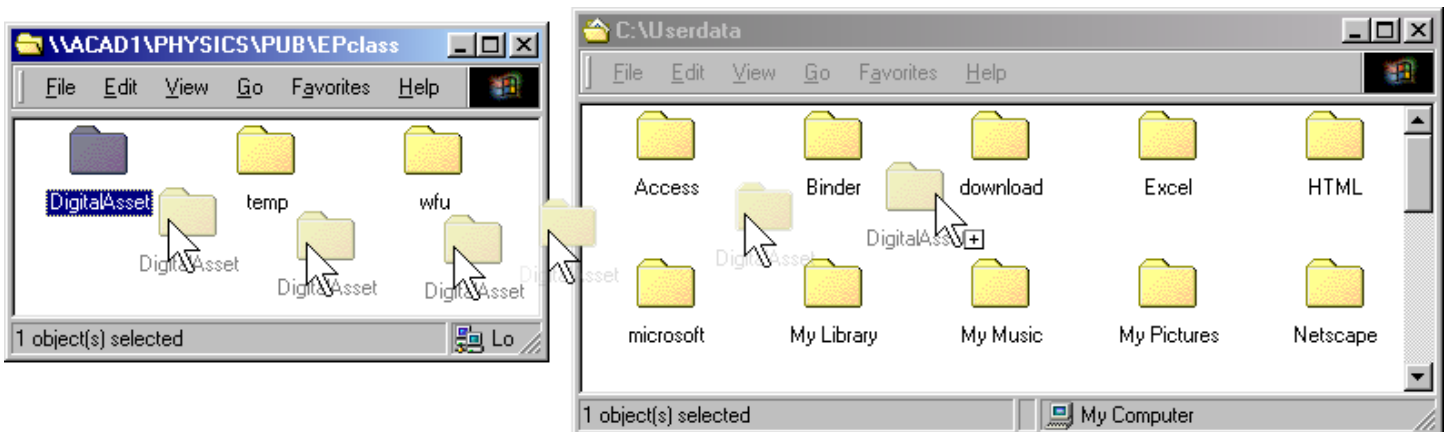 \\ACAD1\PHYSICS\PUB\EPclass
File Edit View Go Favorites Help
DigitalAsset temp wfu
DigitalAsset
DigitalAsset
DigitalAsset
DigitalAsset
1 object(s) selected Lo
C:\Userdata
File Edit View Go Favorites Help
Access Binder download Excel HTML
DigitalAsset
DigitalAsset
microsoft My Library My Music My Pictures Netscape
1 object(s) selected My Computer